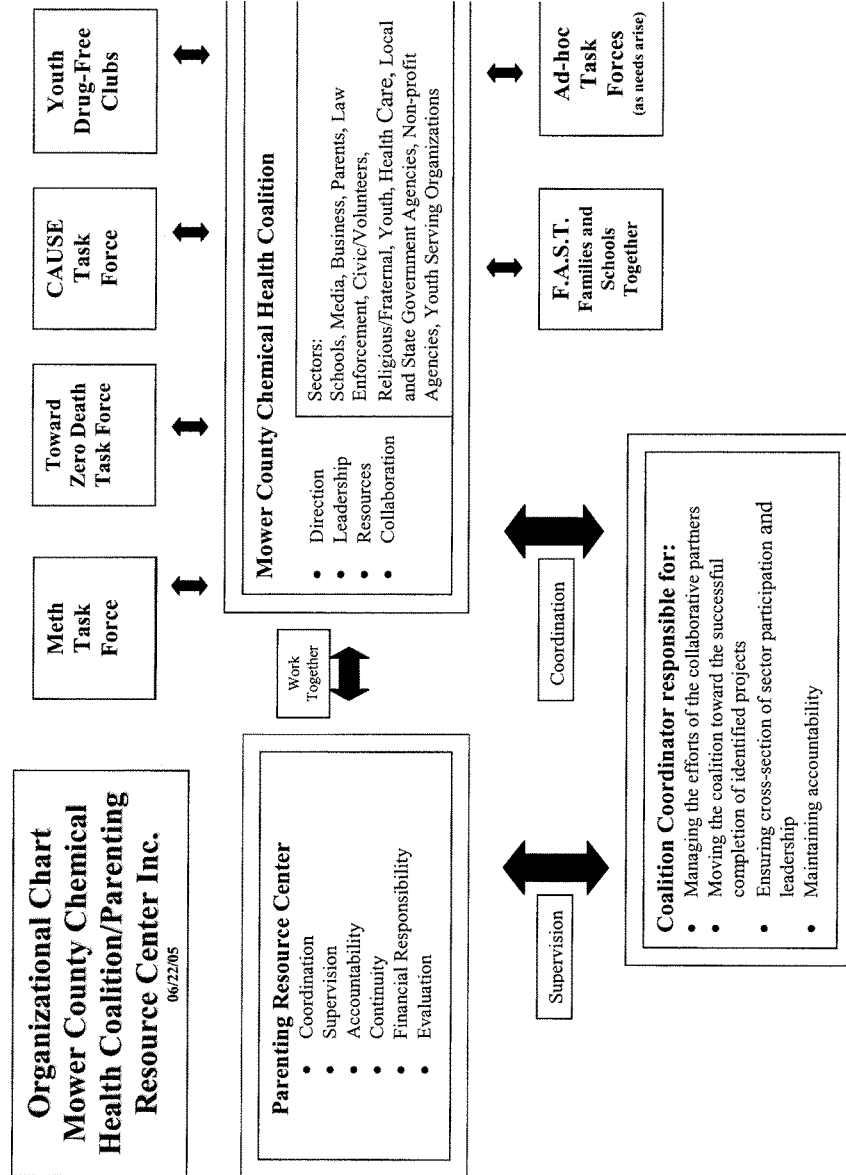 Organizational Chart
Mower County Chemical
Health Coalition/Parenting
Resource Center Inc.
06/22/05
Meth
Task
Force
Toward
Zero Death
Task Force
CAUSE
Task
Force
Youth
Drug-Free
Clubs
Parenting Resource Center
• Coordination
• Supervision
• Accountability
• Continuity
• Financial Responsibility
• Evaluation
Work
Together
Mower County Chemical Health Coalition
• Direction
• Leadership
• Resources
• Collaboration
Sectors:
Schools, Media, Business, Parents, Law
Enforcement, Civic/Volunteers,
Religious/Fraternal, Youth, Health Care, Local
and State Government Agencies, Non-profit
Agencies, Youth Serving Organizations
Supervision
Coordination
F.A.S.T.
Families and
Schools
Together
Ad-hoc
Task
Forces
(as needs arise)
Coalition Coordinator responsible for:
• Managing the efforts of the collaborative partners
• Moving the coalition toward the successful
completion of identified projects
• Ensuring cross-section of sector participation and
leadership
• Maintaining accountability